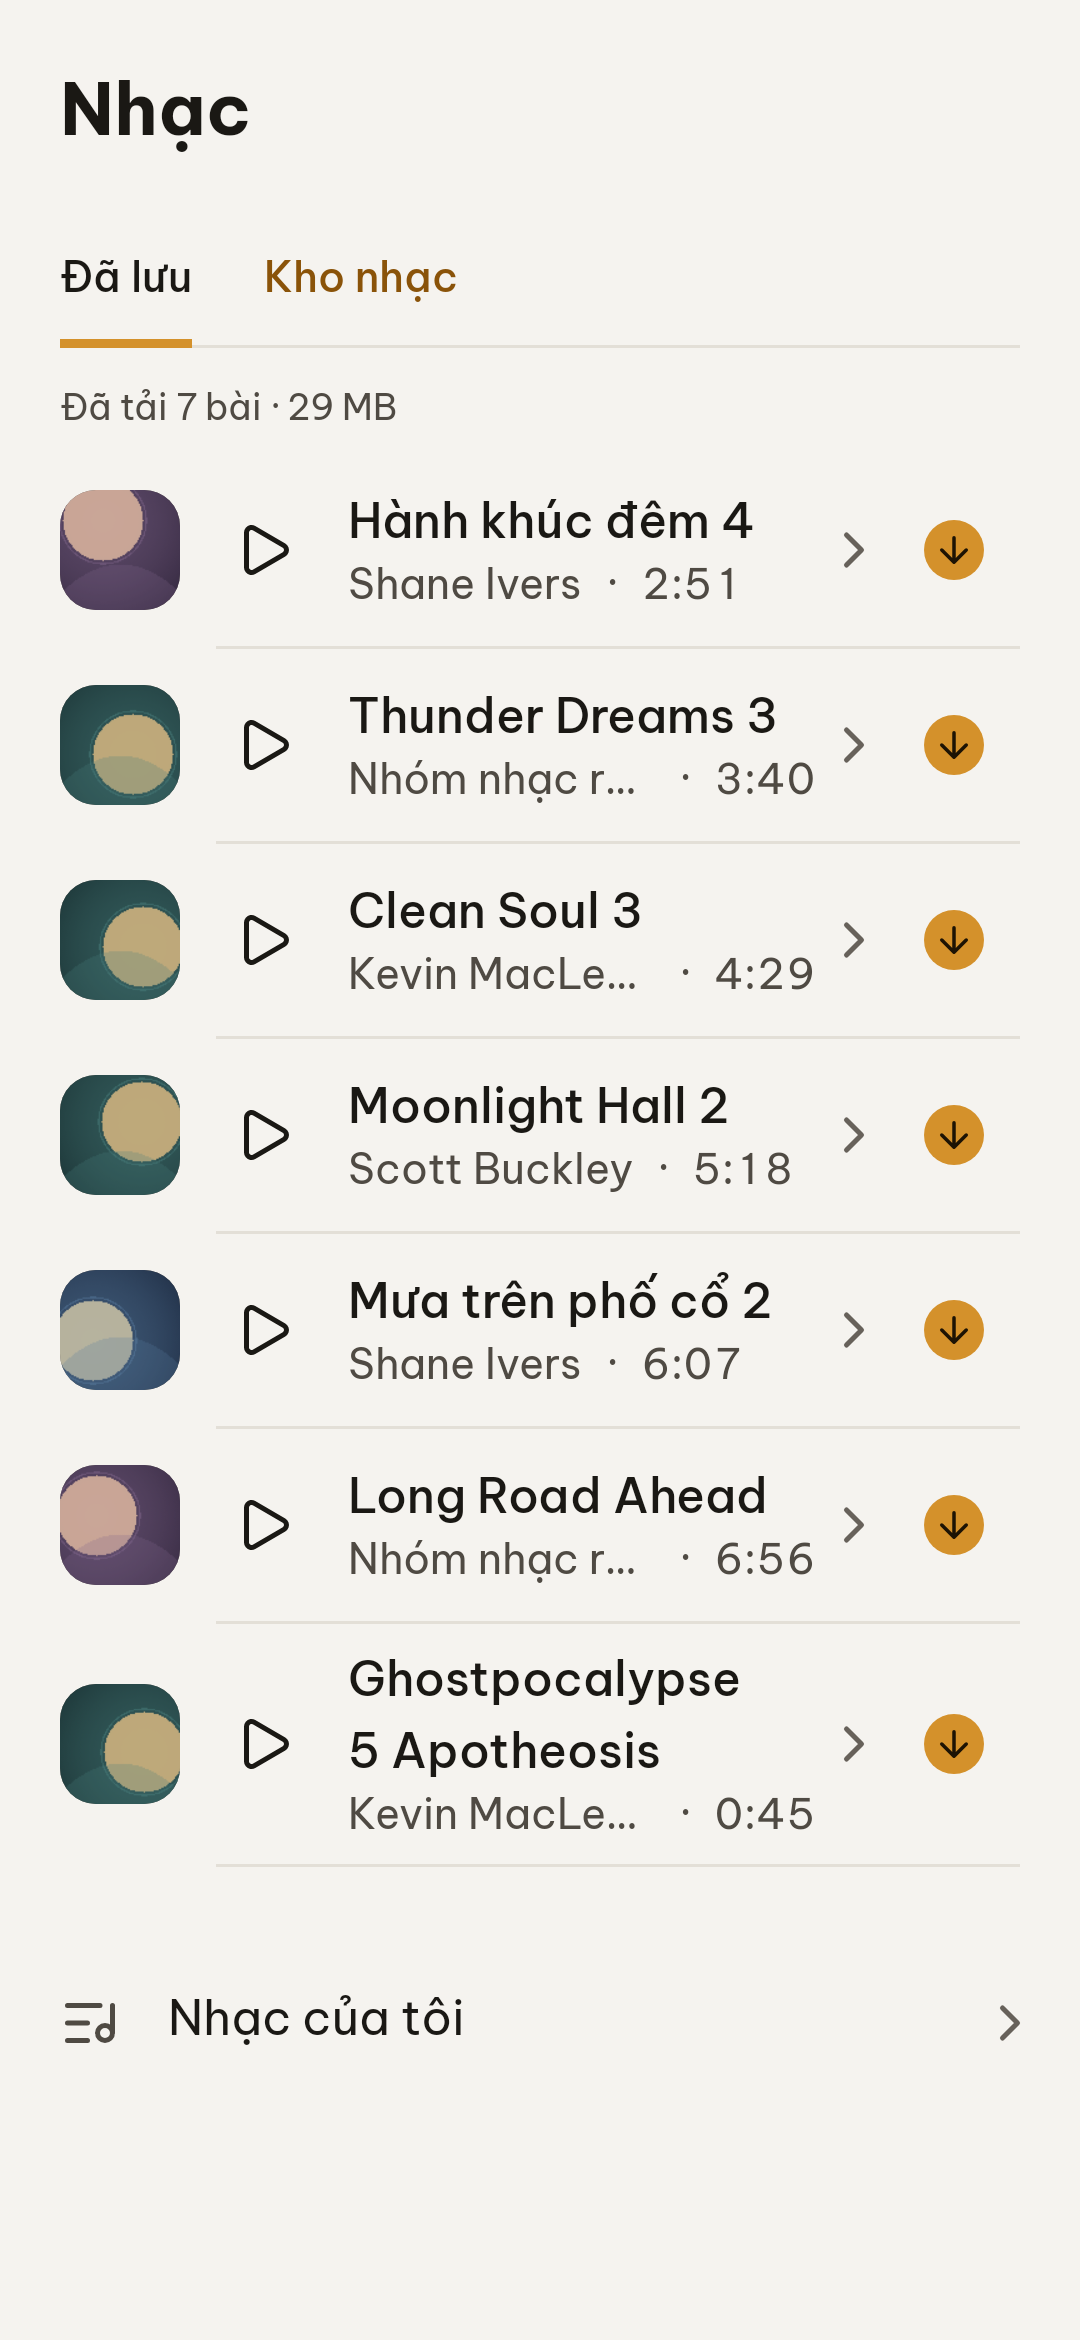 Nhạc
Đã lưu Kho nhạc
Đã tải 7 bài · 29 MB
Hành khúc đêm 4
Shane Ivers · 2:51
Thunder Dreams 3
Nhóm nhạc r... · 3:40
Clean Soul 3
Kevin MacLe... · 4:29
Moonlight Hall 2
Scott Buckley · 5:18
Mưa trên phố cổ 2
Shane Ivers · 6:07
Long Road Ahead
Nhóm nhạc r... · 6:56
Ghostpocalypse
5 Apotheosis
Kevin MacLe... · 0:45
Nhạc của tôi